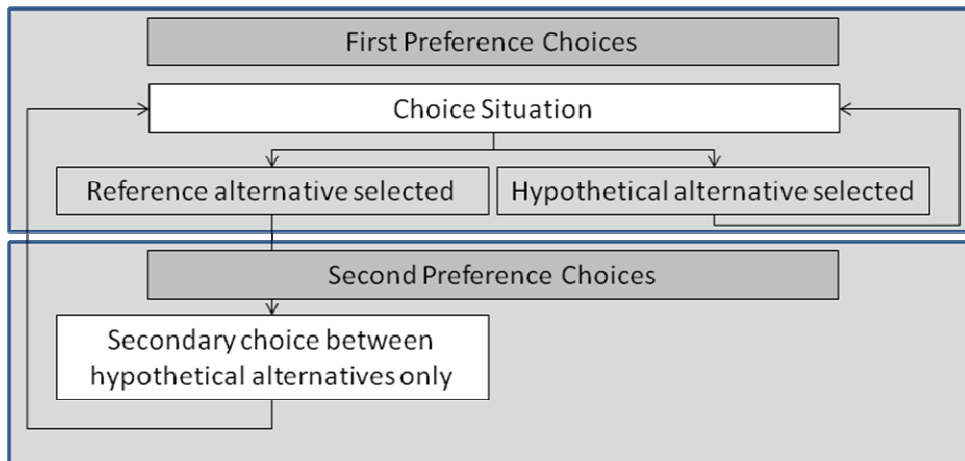 First Preference Choices
Choice Situation
Reference alternative selected
Hypothetical alternative selected
Second Preference Choices
Secondary choice between
hypothetical alternatives only